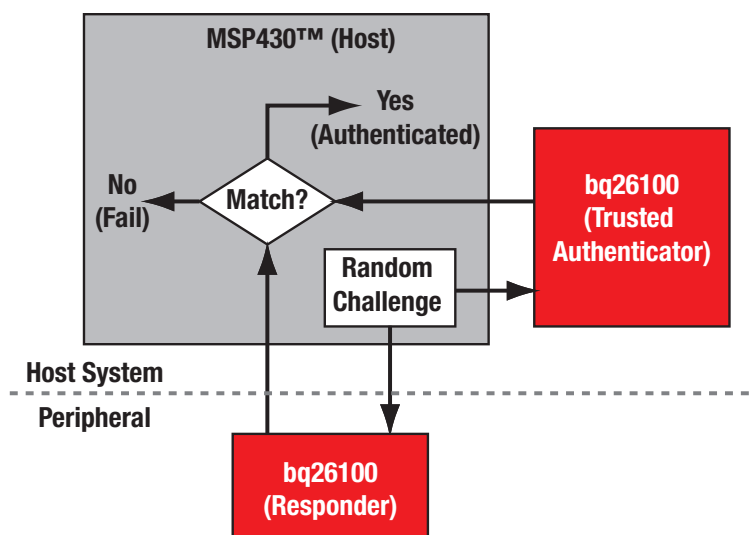 MSP430™ (Host)
Yes
(Authenticated)
No
(Fail)
Match?
bq26100
(Trusted
Authenticator)
Random
Challenge
Host System
Peripheral
bq26100
(Responder)